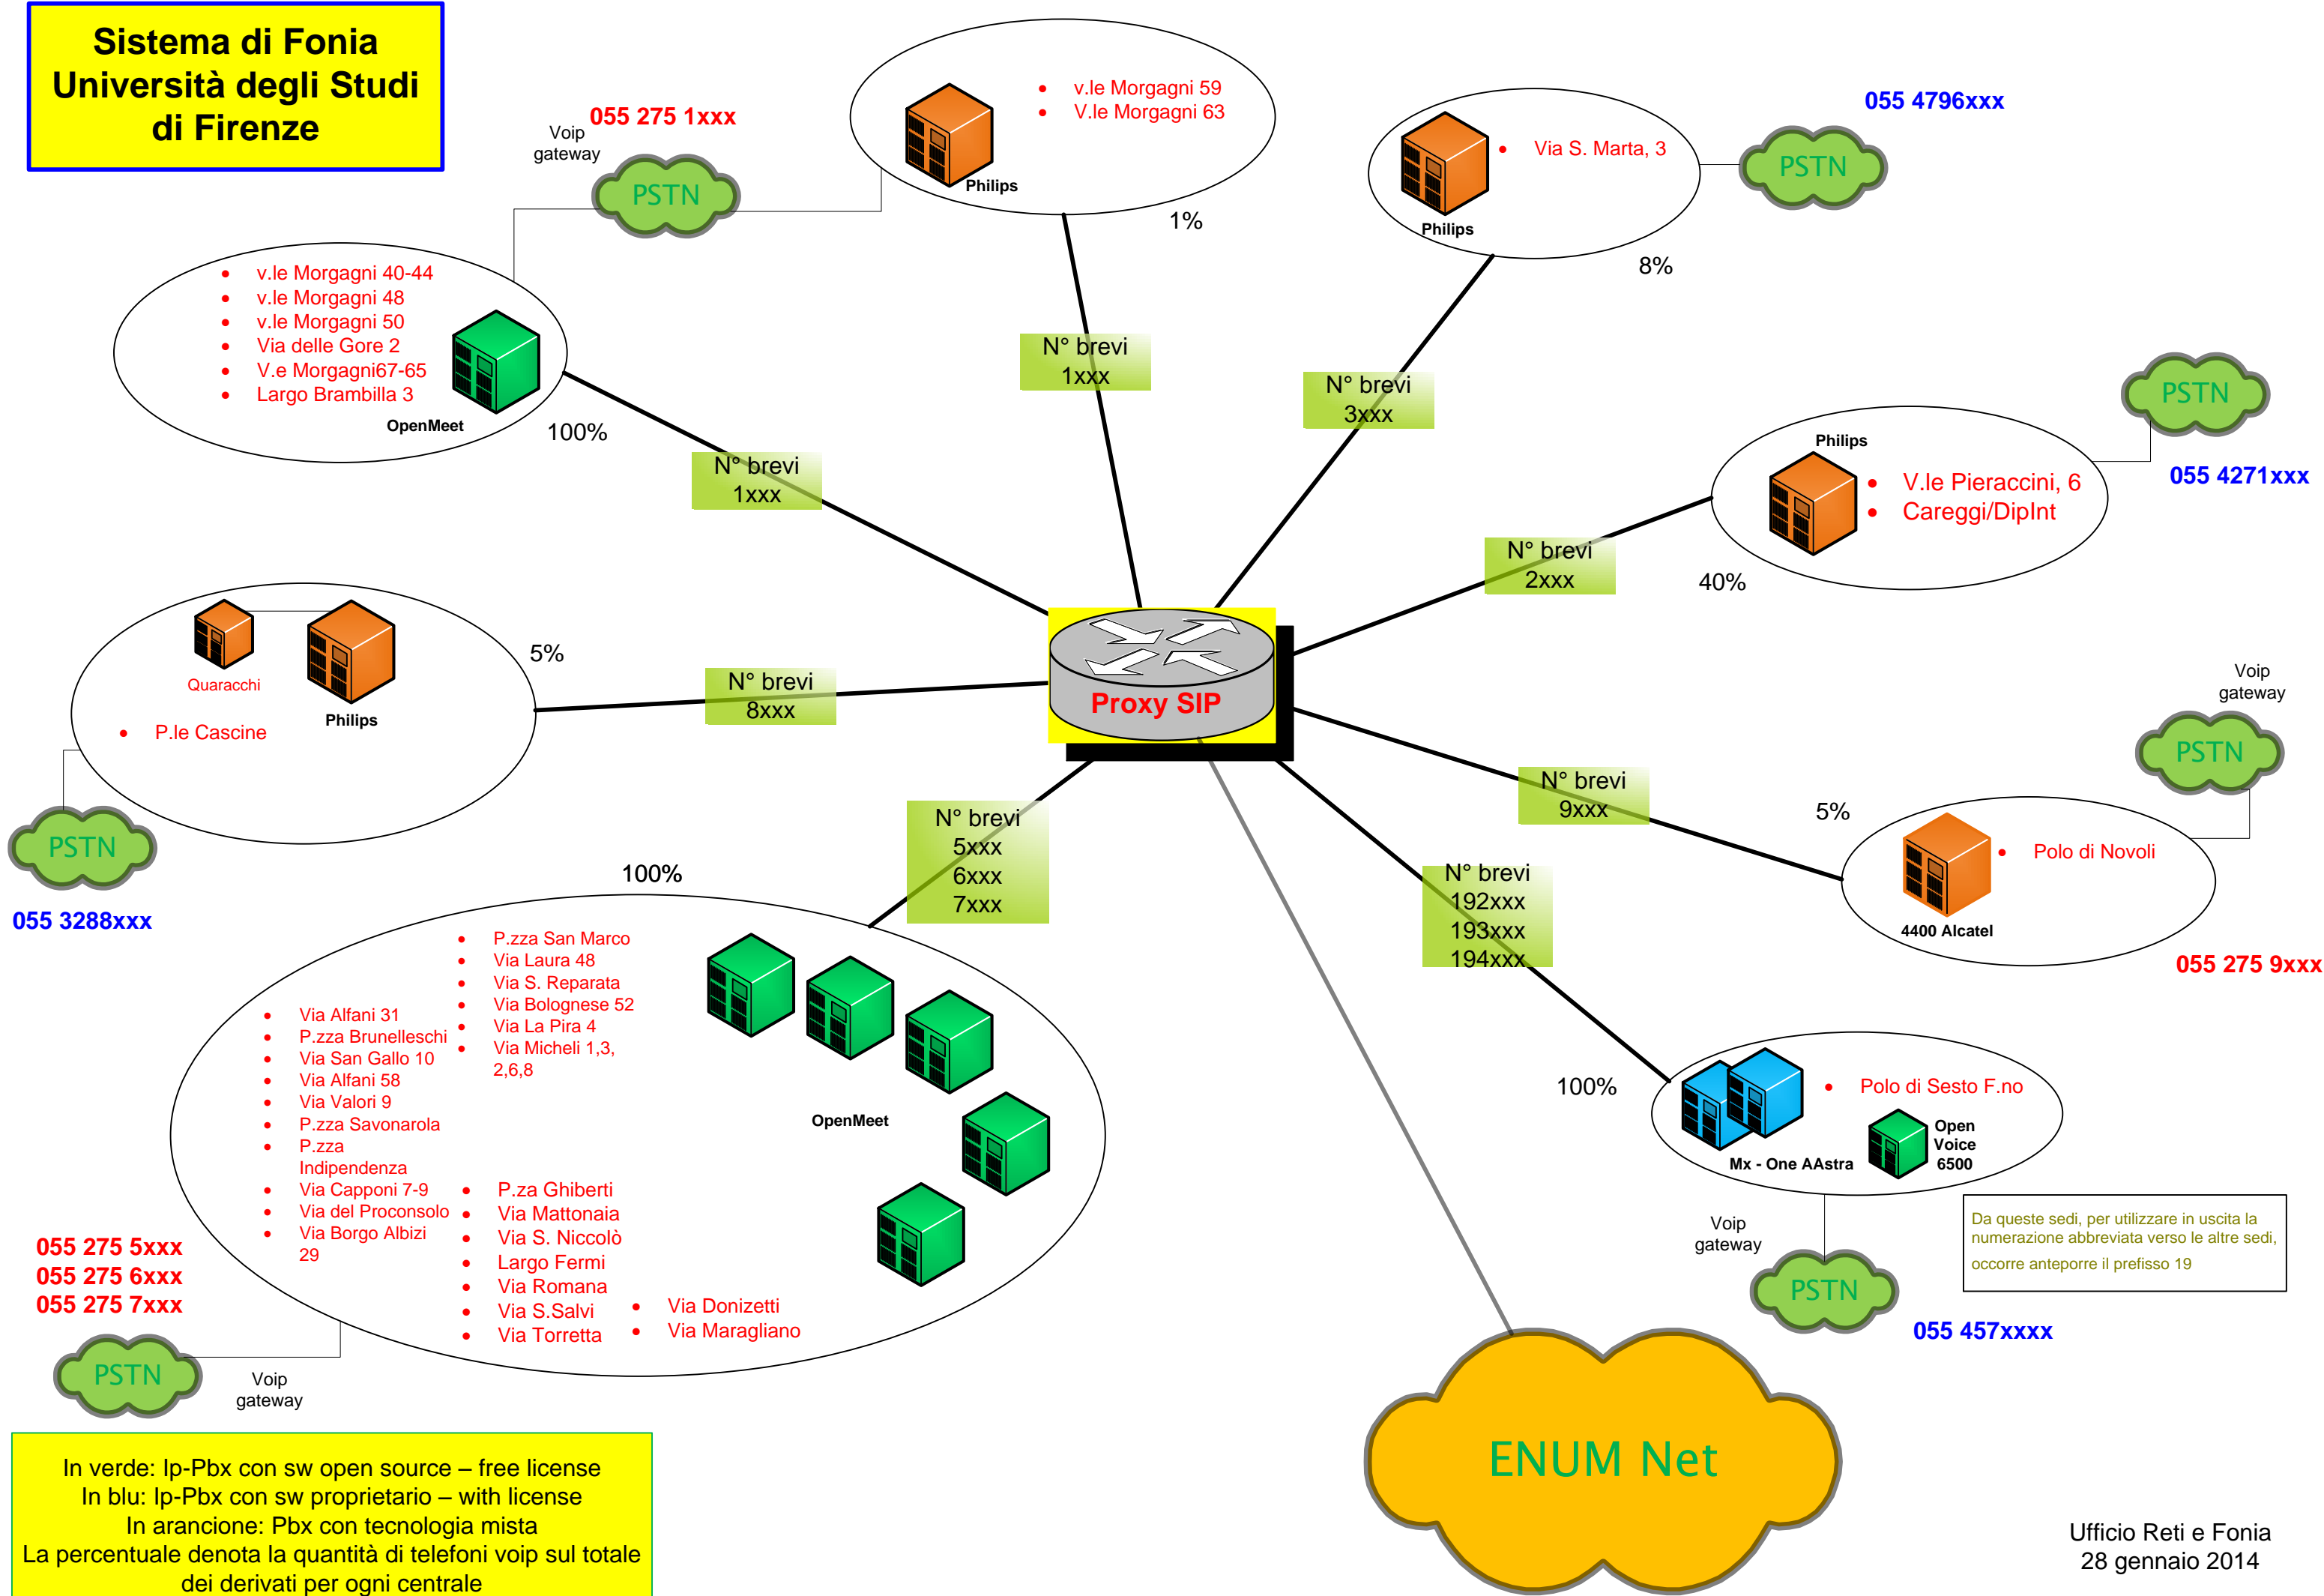 Sistema di Fonia
Università degli Studi
di Firenze
055 275 1xxx
Voip
gateway
PSTN
• v.le Morgagni 59
• V.le Morgagni 63
Philips
1%
• Via S. Marta, 3
Philips
8%
055 4796xxx
PSTN
• v.le Morgagni 40-44
• v.le Morgagni 48
• v.le Morgagni 50
• Via delle Gore 2
• V.e Morgagni67-65
• Largo Brambilla 3
OpenMeet
100%
N° brevi
1xxx
N° brevi
1xxx
N° brevi
3xxx
PSTN
055 4271xxx
Philips
• V.le Pieraccini, 6
• Careggi/DipInt
40%
N° brevi
2xxx
Quaracchi
Philips
• P.le Cascine
5%
N° brevi
8xxx
PSTN
055 3288xxx
Proxy SIP
Voip
gateway
PSTN
N° brevi
9xxx
5%
• Polo di Novoli
4400 Alcatel
055 275 9xxx
N° brevi
5xxx
6xxx
7xxx
N° brevi
192xxx
193xxx
194xxx
100%
• P.zza San Marco
• Via Laura 48
• Via S. Reparata
• Via Bolognese 52
• Via La Pira 4
• Via Micheli 1,3,
2,6,8
• Via Alfani 31
• P.zza Brunelleschi
• Via San Gallo 10
• Via Alfani 58
• Via Valori 9
• P.zza Savonarola
• P.zza
Indipendenza
• Via Capponi 7-9
• Via del Proconsolo
• Via Borgo Albizi
29
OpenMeet
• P.za Ghiberti
• Via Mattonaia
• Via S. Niccolò
• Largo Fermi
• Via Romana
• Via S.Salvi
• Via Torretta
• Via Donizetti
• Via Maragliano
055 275 5xxx
055 275 6xxx
055 275 7xxx
PSTN
Voip
gateway
100%
• Polo di Sesto F.no
Mx - One AAstra
Open
Voice
6500
Voip
gateway
PSTN
055 457xxxx
Da queste sedi, per utilizzare in uscita la
numerazione abbreviata verso le altre sedi,
occorre anteporre il prefisso 19
ENUM Net
In verde: Ip-Pbx con sw open source – free license
In blu: Ip-Pbx con sw proprietario – with license
In arancione: Pbx con tecnologia mista
La percentuale denota la quantità di telefoni voip sul totale
dei derivati per ogni centrale
Ufficio Reti e Fonia
28 gennaio 2014